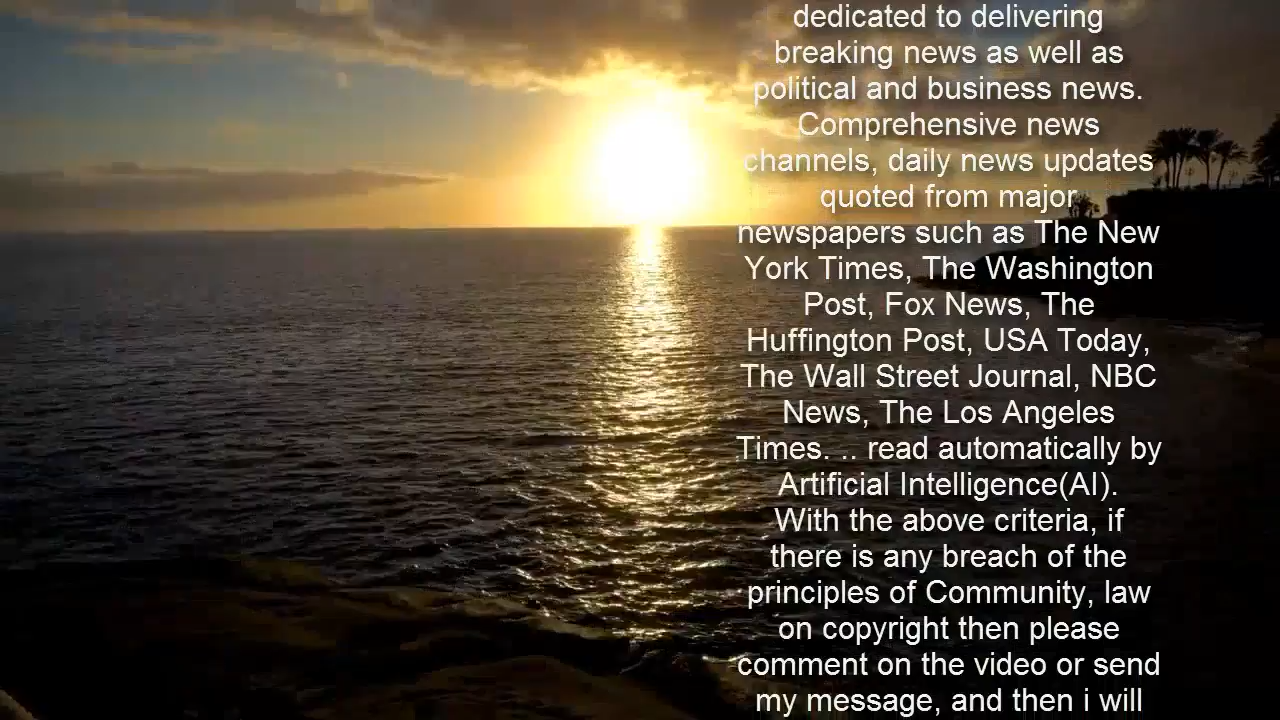 dedicated to delivering
breaking news as well as
political and business news.
Comprehensive news
channels, daily news updates
quoted from major
newspapers such as The New
York Times, The Washington
Post, Fox News, The
Huffington Post, USA Today,
The Wall Street Journal, NBC
News, The Los Angeles
Times. .. read automatically by
Artificial Intelligence(AI).
With the above criteria, if
there is any breach of the
principles of Community, law
on copyright then please
comment on the video or send
my message, and then i will